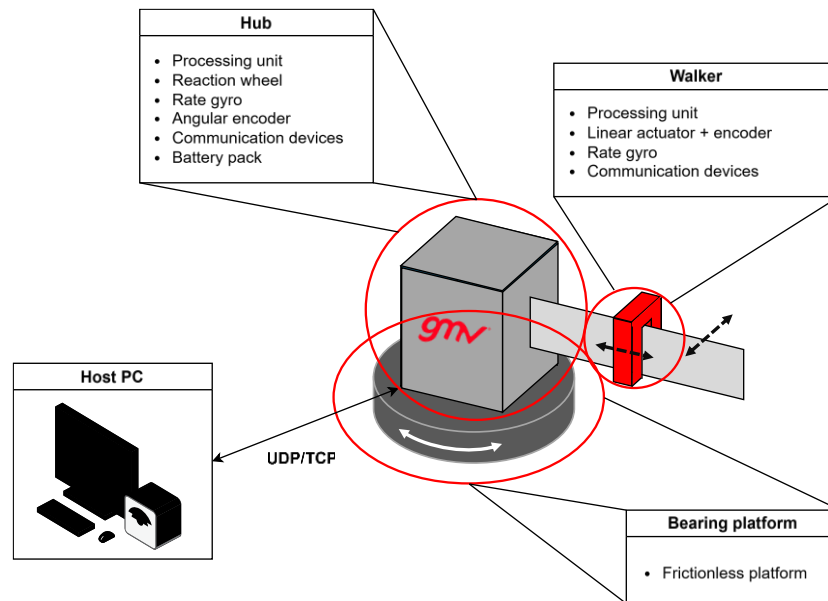 Hub
Processing unit
Reaction wheel
Rate gyro
Angular encoder
Communication devices
Battery pack
Walker
Processing unit
Linear actuator + encoder
Rate gyro
Communication devices
gmv
Host PC
UDP/TCP
Bearing platform
Frictionless platform